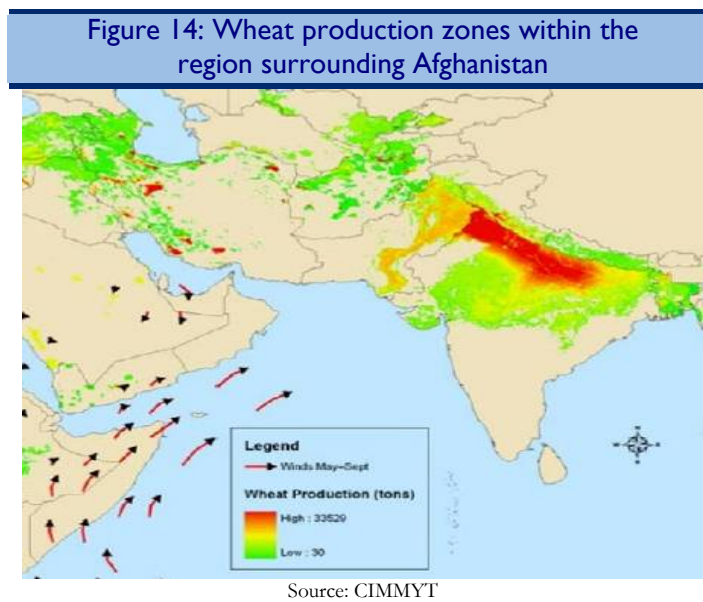 Figure 14: Wheat production zones within the
region surrounding Afghanistan
Legend
Winds May-Sept
Wheat Production (tons)
High : 33529
Low : 30
Source: CIMMYT